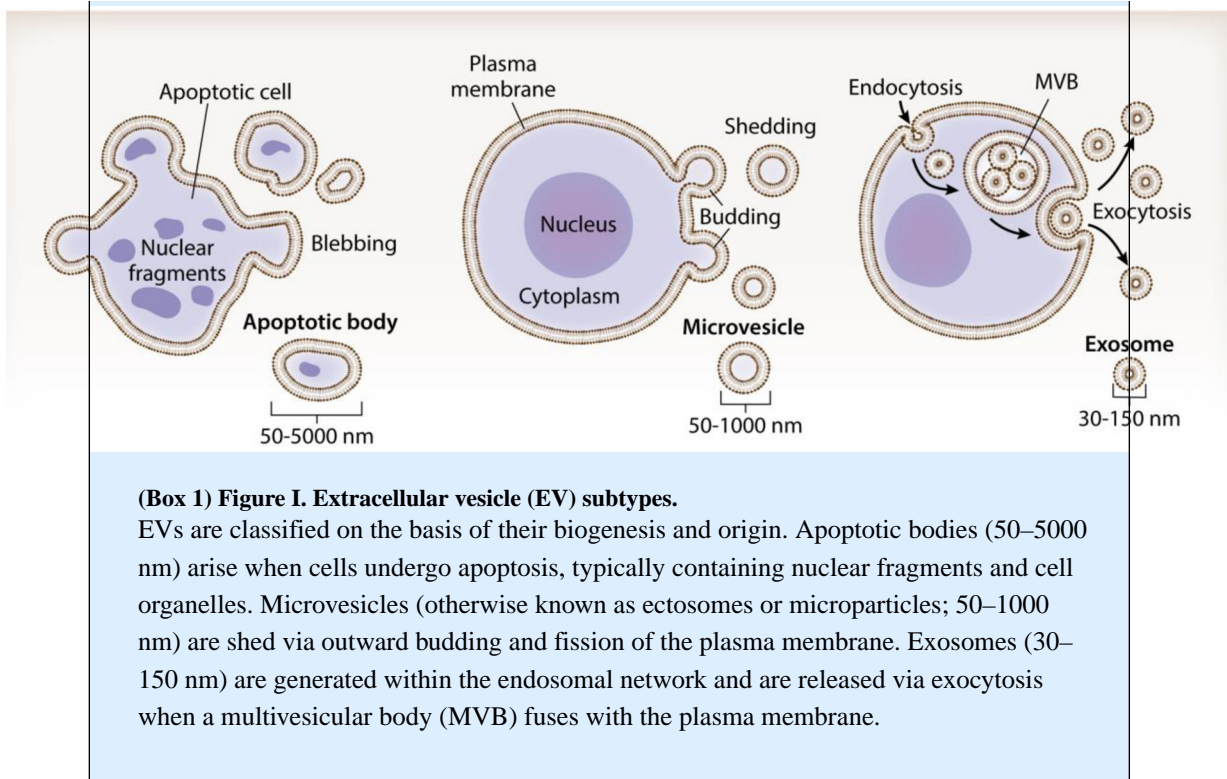 Apoptotic cell
Nuclear
fragments
Blebbing
Apoptotic body
50-5000 nm
Plasma
membrane
Nucleus
Cytoplasm
Shedding
Budding
Microvesicle
50-1000 nm
Endocytosis
MVB
Exocytosis
Exosome
30-150 nm
(Box 1) Figure I. Extracellular vesicle (EV) subtypes.
EVs are classified on the basis of their biogenesis and origin. Apoptotic bodies (50–5000
nm) arise when cells undergo apoptosis, typically containing nuclear fragments and cell
organelles. Microvesicles (otherwise known as ectosomes or microparticles; 50–1000
nm) are shed via outward budding and fission of the plasma membrane. Exosomes (30–
150 nm) are generated within the endosomal network and are released via exocytosis
when a multivesicular body (MVB) fuses with the plasma membrane.